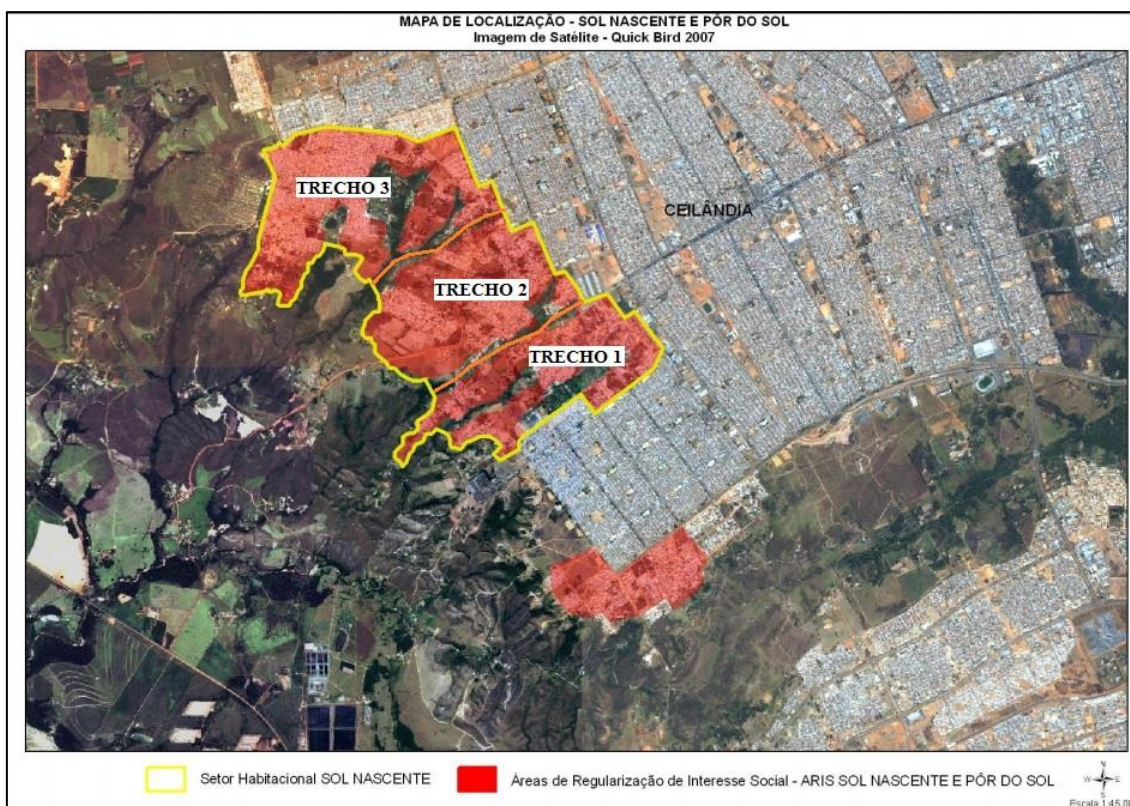 MAPA DE LOCALIZAÇÃO - SOL NASCENTE E PÔR DO SOL
Imagem de Satélite - Quick Bird 2007
TRECHO 3
CEILÂNDIA
TRECHO 2
TRECHO 1
Setor Habitacional SOL NASCENTE
Áreas de Regularização de Interesse Social - ARIS SOL NASCENTE E PÔR DO SOL
N
W
E
S
Escala